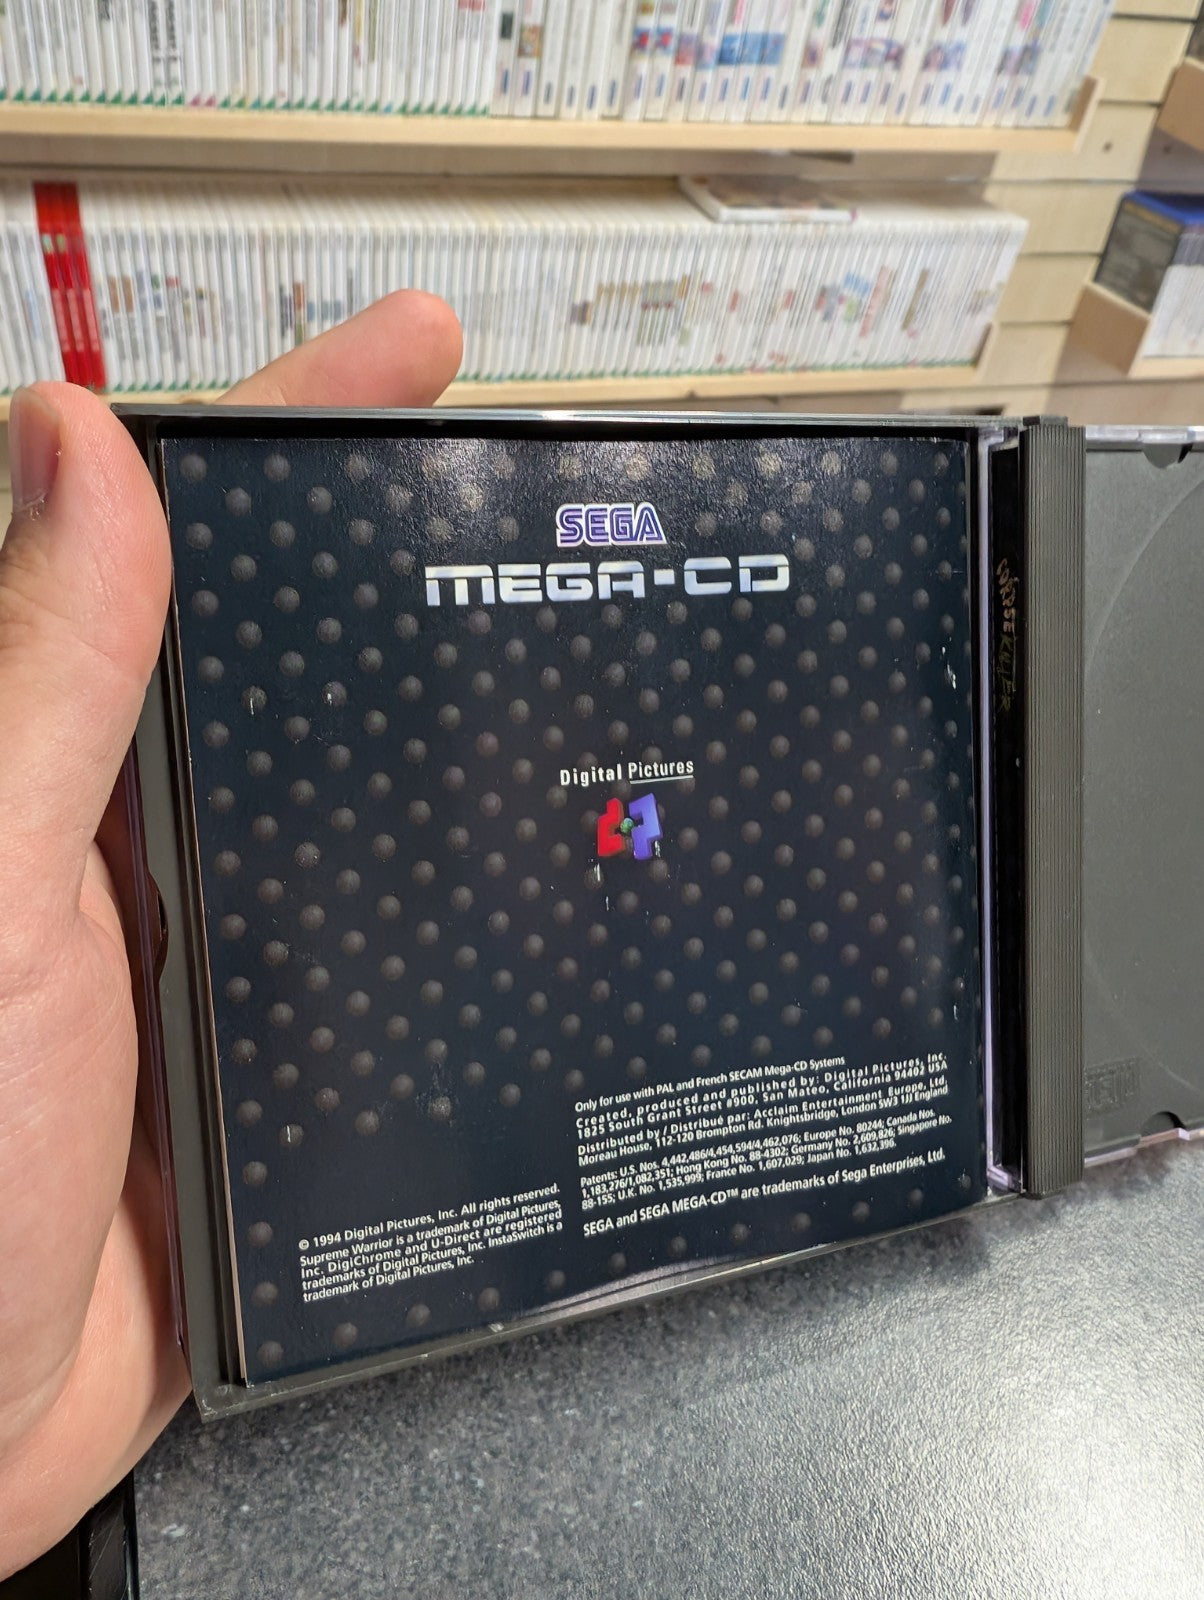 SEGA
MEGA-CD
Digital Pictures
Only for use with PAL and French SECAM Mega-CD Systems
Created, produced and published by: Digital Pictures, Inc.
1825 South Grant Street #900, San Mateo, California 94402 USA
Distributed by / Distribué par: Acclaim Entertainment Europe, Ltd.
Moreau House, 112-120 Brompton Rd. Knightsbridge, London SW3 1JJ England
Patents: U.S. Nos. 4,442,486/4,454,594/4,462,076; Europe No. 80244; Canada Nos.
1,183,276/1,082,351; Hong Kong No. 88-4302; Germany No. 2,609,826; Singapore No.
88-155; U.K. No. 1,535,999; France No. 1,607,029; Japan No. 1,632,396.
SEGA and SEGA MEGA-CD™ are trademarks of Sega Enterprises, Ltd.
© 1994 Digital Pictures, Inc. All rights reserved.
Supreme Warrior is a trademark of Digital Pictures,
Inc. DigiChrome and U-Direct are registered
trademarks of Digital Pictures, Inc. InstaSwitch is a
trademark of Digital Pictures, Inc.
CORPSE KILLER